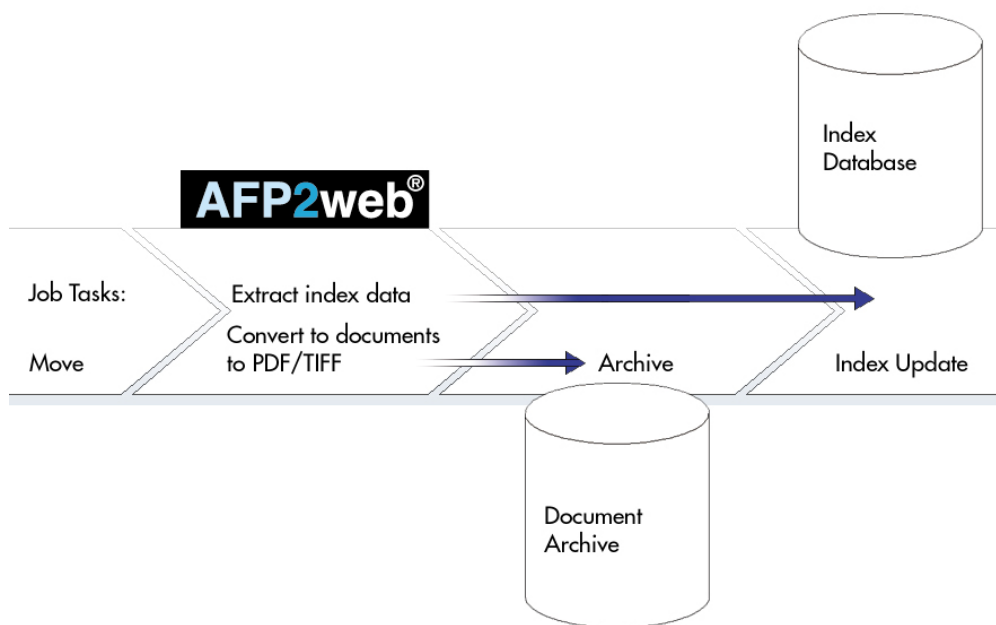 Index
Database
AFP2web®
Job Tasks:
Extract index data
Convert to documents
to PDF/TIFF
Move
Archive
Index Update
Document
Archive